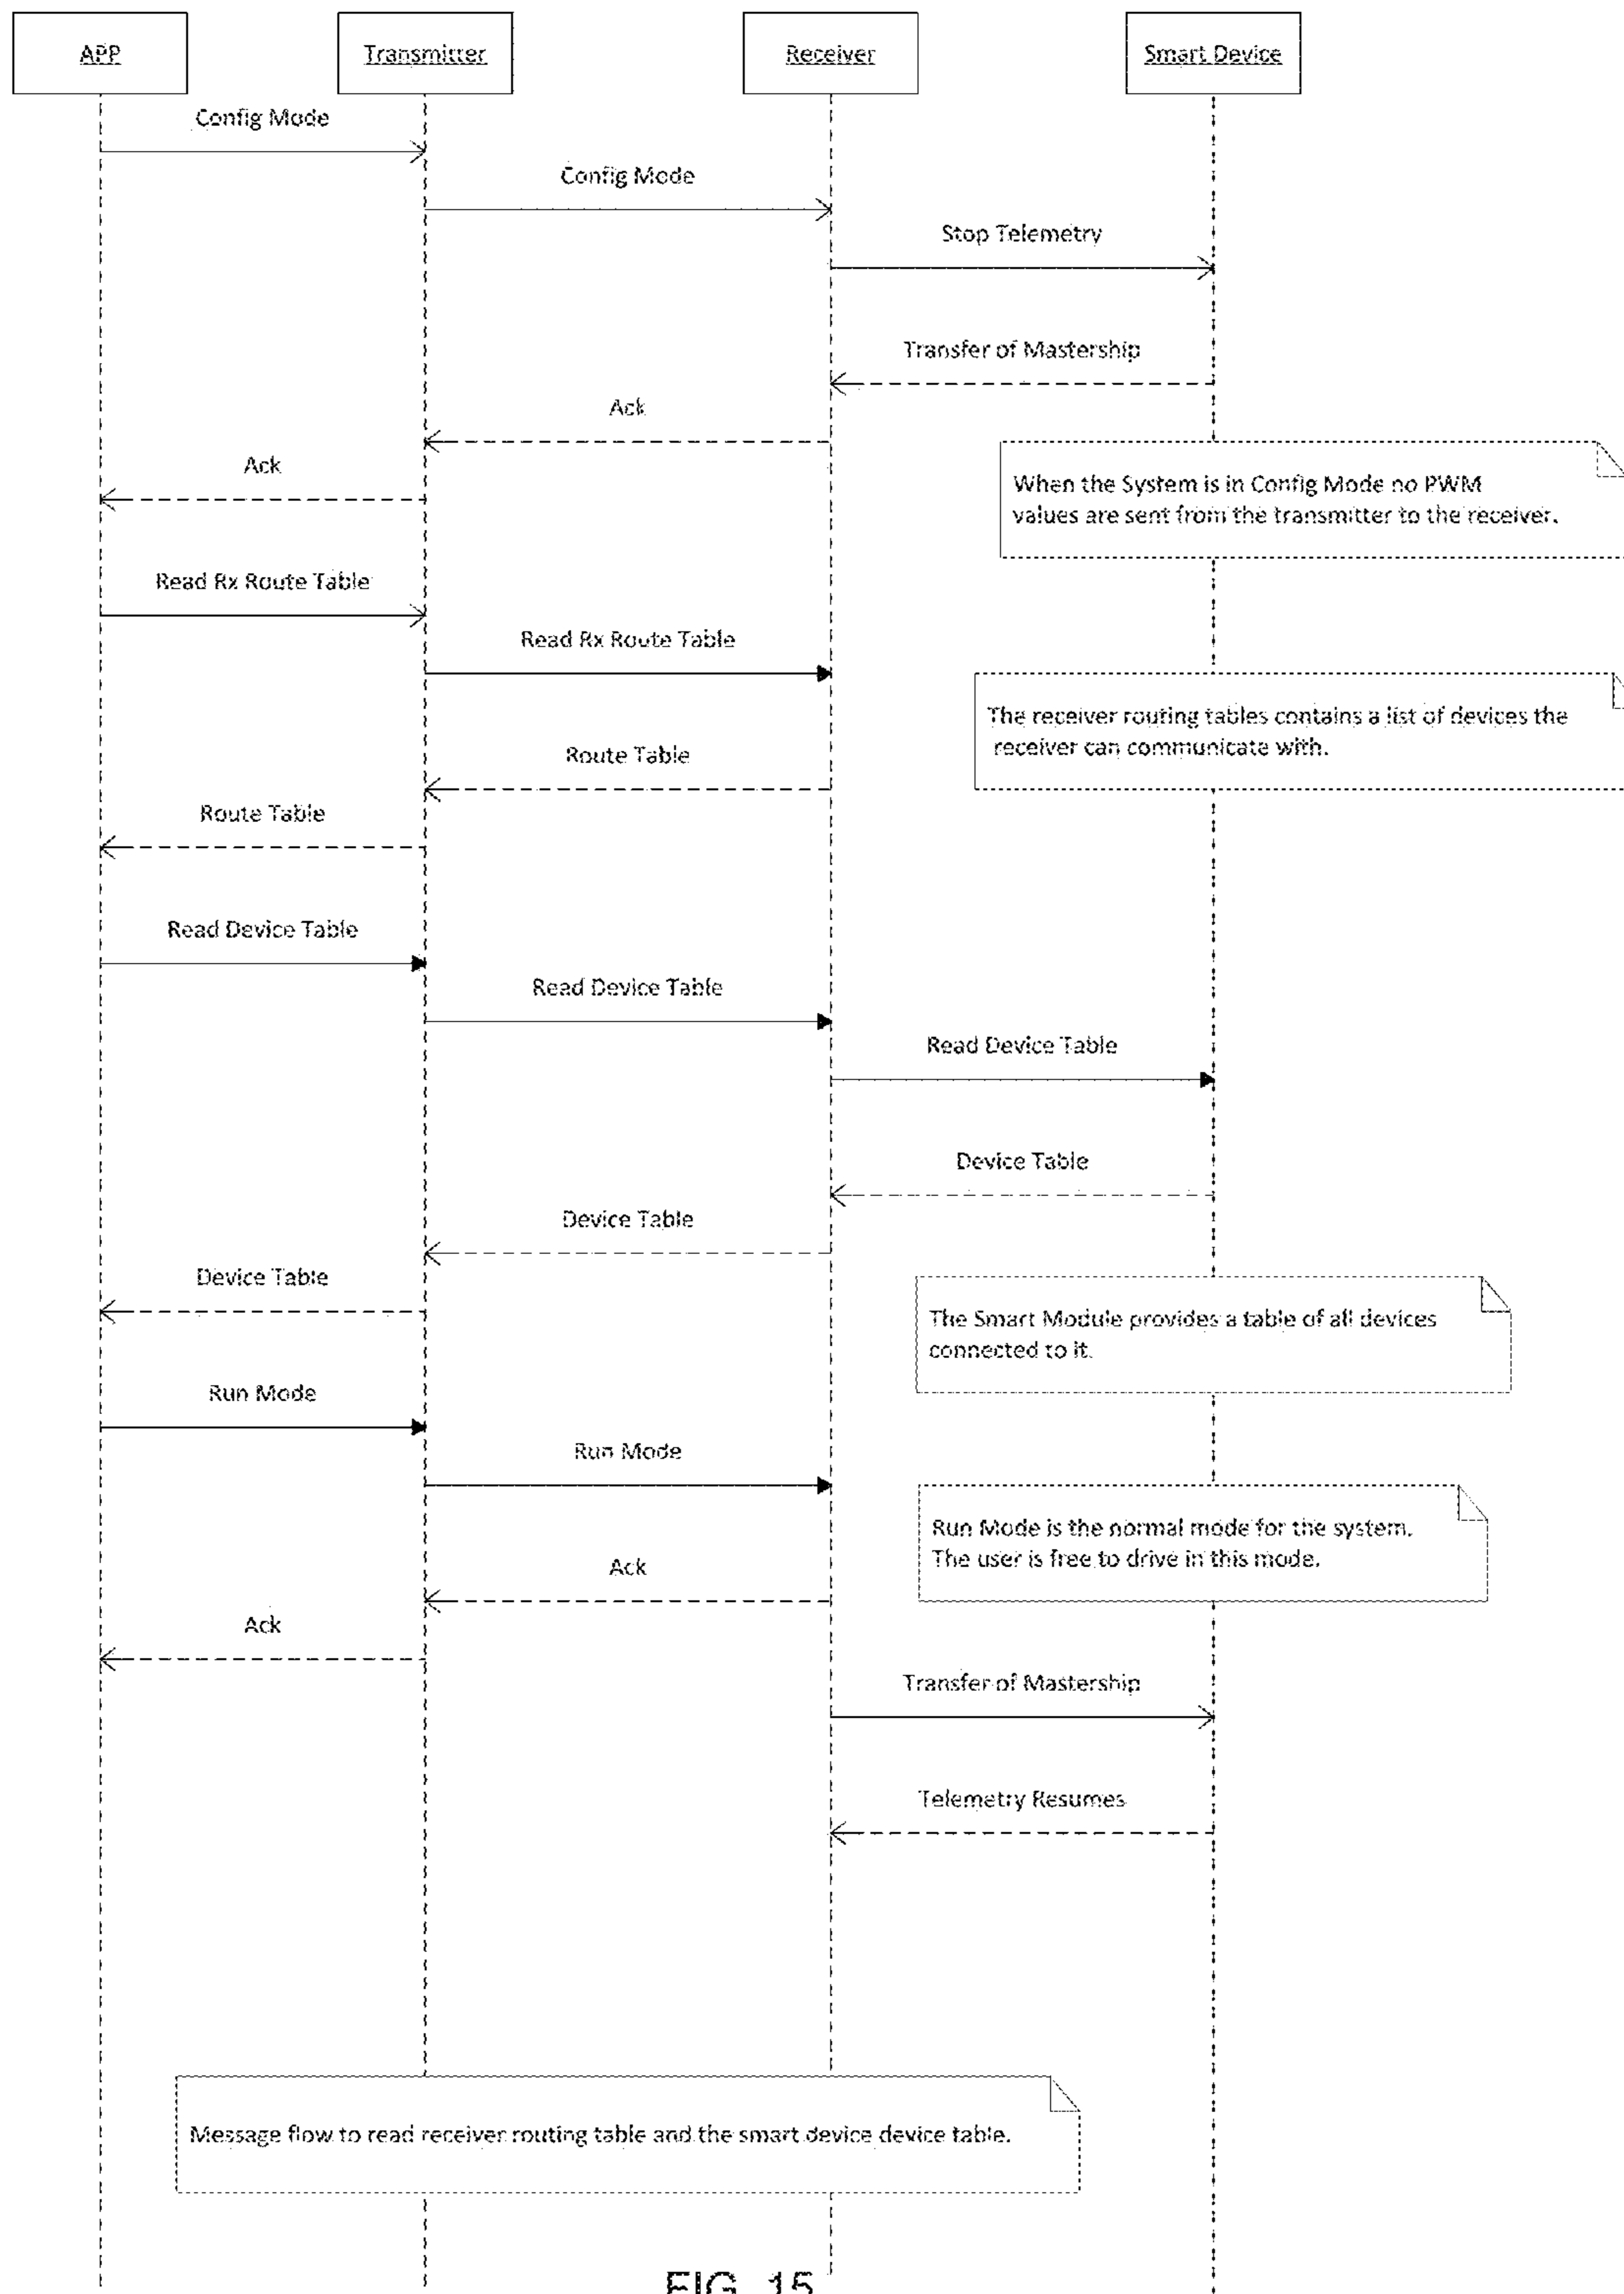 APP
Transmitter
Receiver
Smart Device
Config Mode
Config Mode
Stop Telemetry
Transfer of Mastership
Ack
Ack
When the System is in Config Mode no PWM
values are sent from the transmitter to the receiver.
Read Rx Route Table
Read Rx Route Table
The receiver routing tables contains a list of devices the
receiver can communicate with.
Route Table
Route Table
Read Device Table
Read Device Table
Read Device Table
Device Table
Device Table
Device Table
The Smart Module provides a table of all devices
connected to it.
Run Mode
Run Mode
Run Mode is the normal mode for the system.
The user is free to drive in this mode.
Ack
Ack
Transfer of Mastership
Telemetry Resumes
Message flow to read receiver routing table and the smart device device table.
FIG. 15